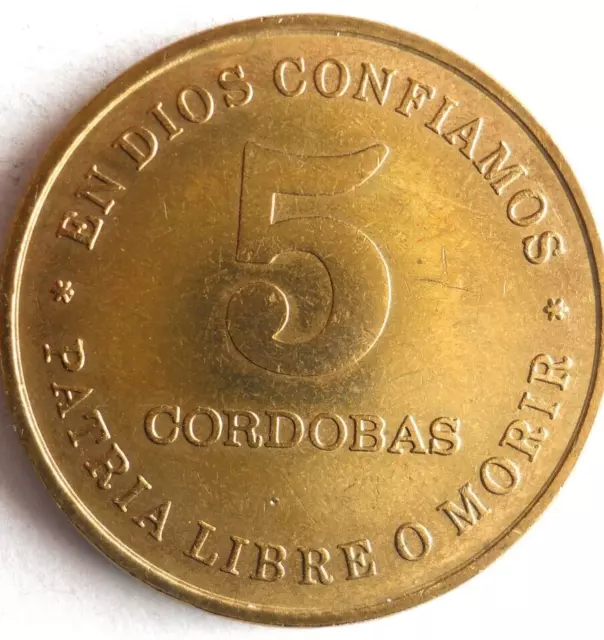 * EN DIOS CONFIAMOS *
5
CORDOBAS
PATRIA LIBRE O MORIR